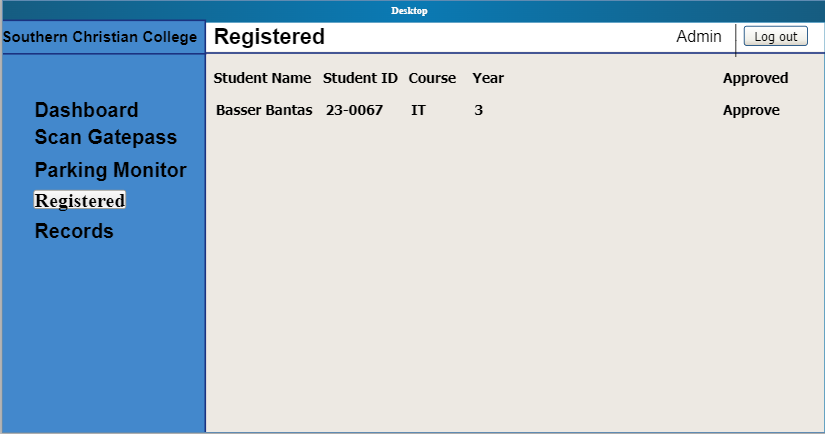 Desktop
Southern Christian College
Registered
Admin
Log out
Dashboard
Scan Gatepass
Parking Monitor
Registered
Records
Student Name Student ID Course Year Approved
Basser Bantas 23-0067 IT 3 Approve